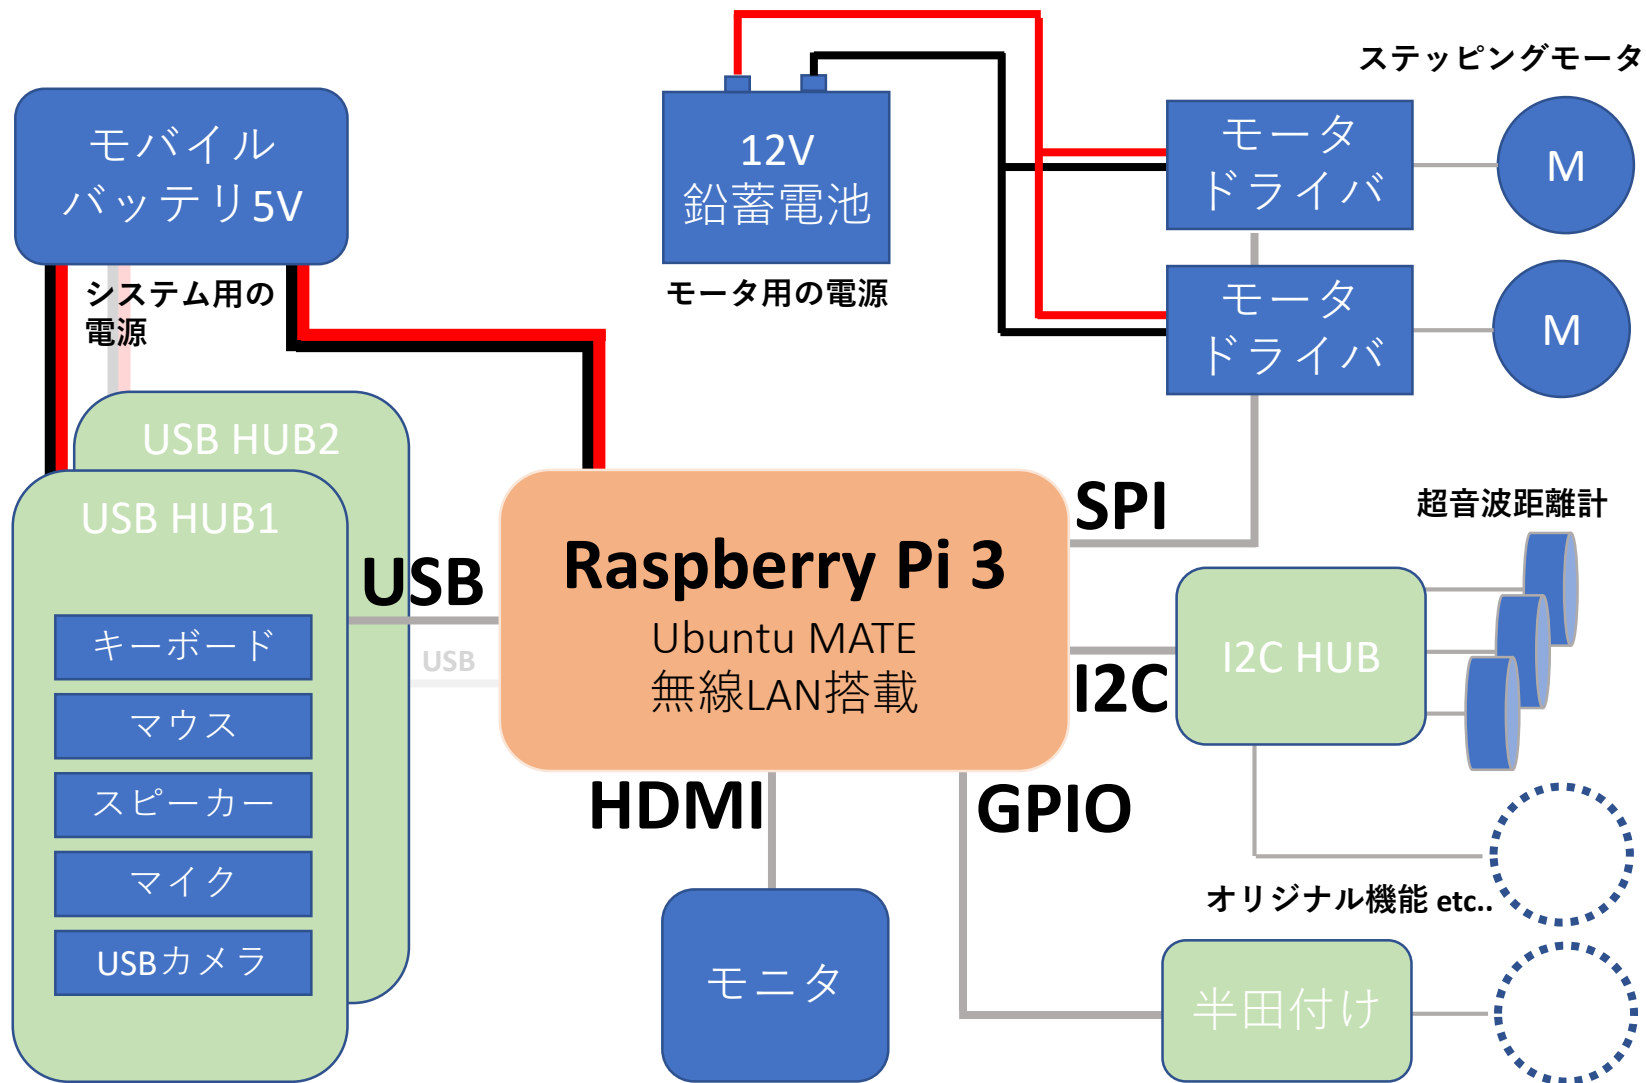 ステッピングモータ
モバイル
バッテリ5V
12V
鉛蓄電池
モータ
ドライバ
M
システム用の
電源
モータ用の電源
モータ
ドライバ
M
USB HUB2
USB HUB1
キーボード
マウス
スピーカー
マイク
USBカメラ
USB
USB
Raspberry Pi 3
Ubuntu MATE
無線LAN搭載
SPI
I2C
I2C HUB
超音波距離計
HDMI
GPIO
モニタ
オリジナル機能 etc..
半田付け